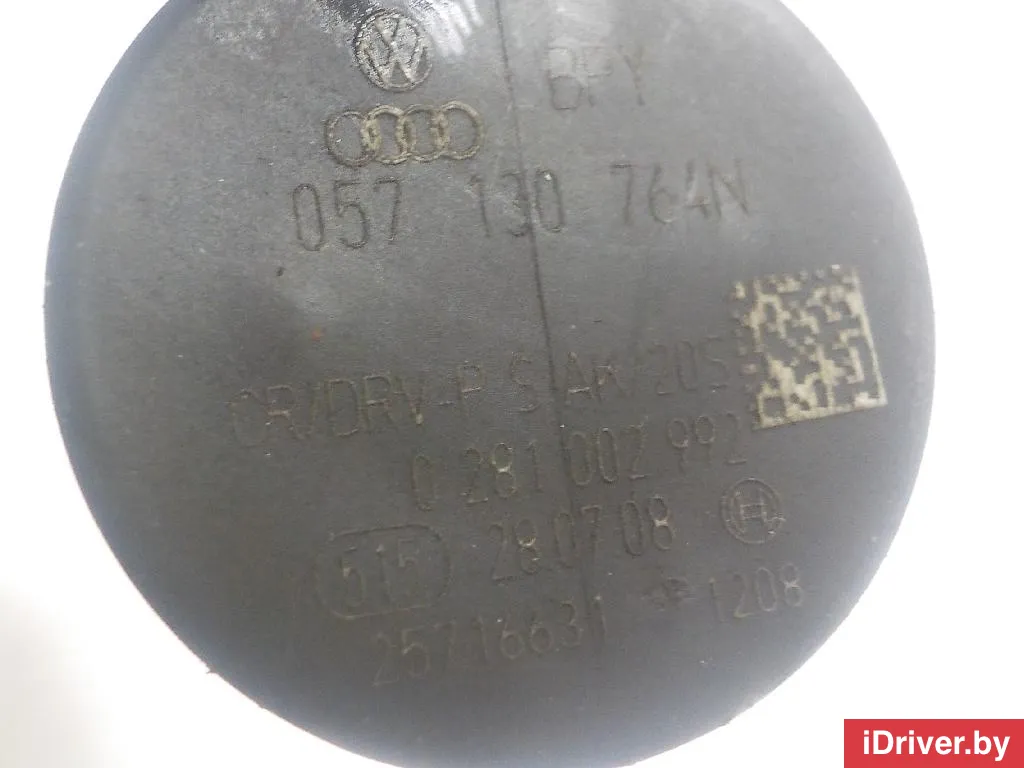 BPY
057 130 764N
CR/DRV-P S AK/20S
0 281 002 992
515 28 07 08
25716631 1208
iDriver.by